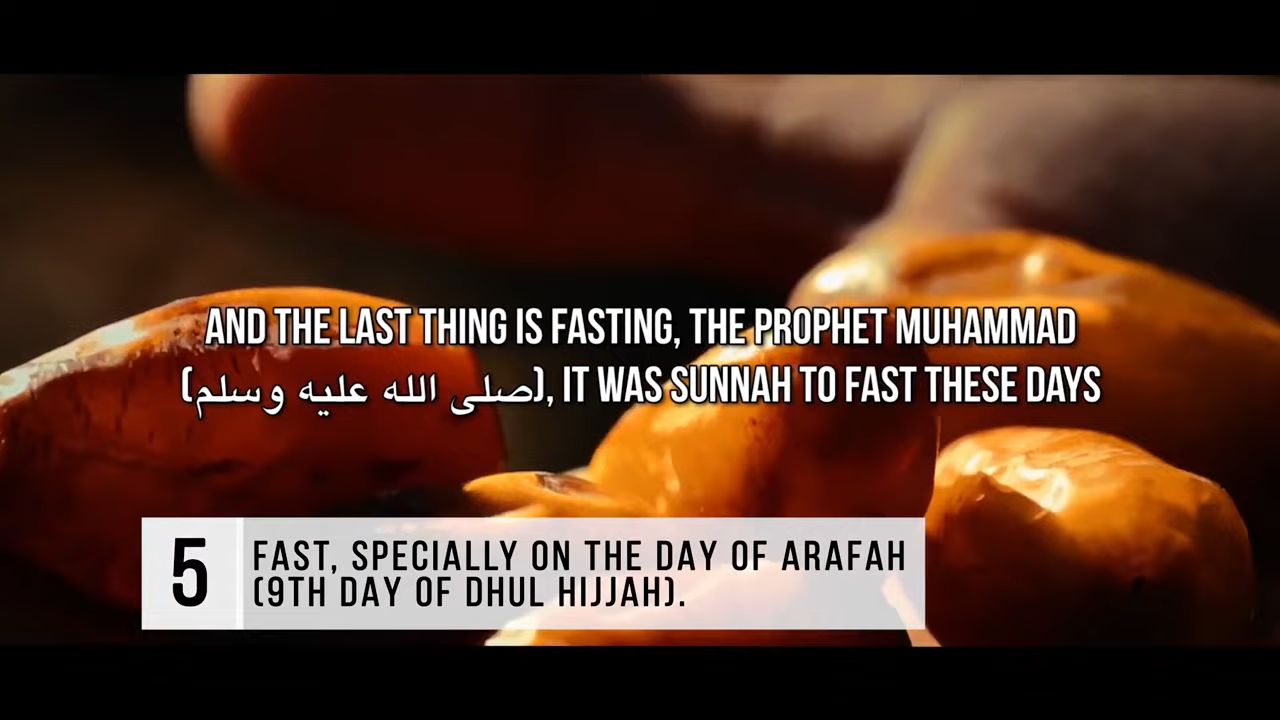 AND THE LAST THING IS FASTING, THE PROPHET MUHAMMAD
(صلى الله عليه وسلم), IT WAS SUNNAH TO FAST THESE DAYS
5
FAST, SPECIALLY ON THE DAY OF ARAFAH
(9TH DAY OF DHUL HIJJAH).